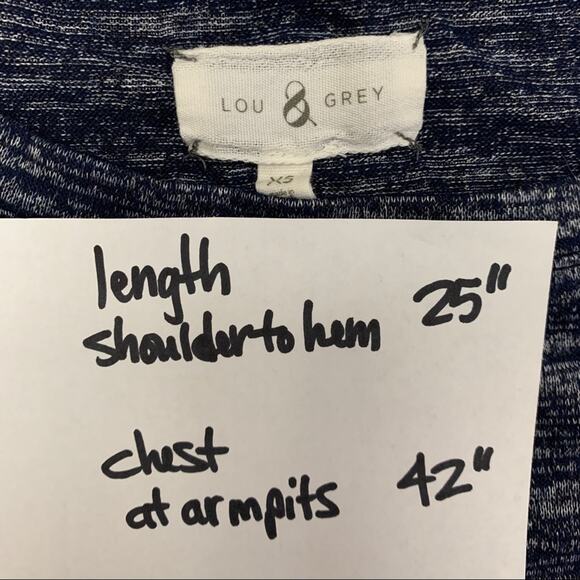 LOU & GREY
XS
length
shoulder to hem 25"
chest
at armpits 42"